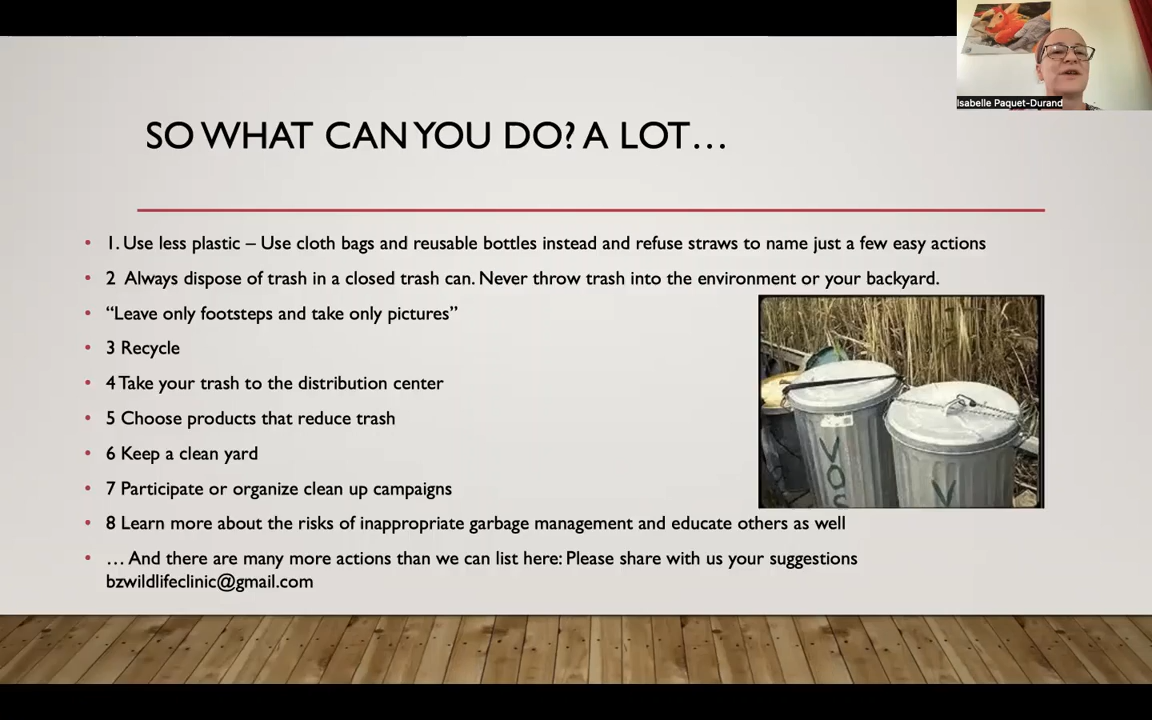 Isabelle Paquet-Durand
SO WHAT CAN YOU DO? A LOT…
1. Use less plastic – Use cloth bags and reusable bottles instead and refuse straws to name just a few easy actions
2 Always dispose of trash in a closed trash can. Never throw trash into the environment or your backyard.
“Leave only footsteps and take only pictures”
3 Recycle
4 Take your trash to the distribution center
5 Choose products that reduce trash
6 Keep a clean yard
7 Participate or organize clean up campaigns
8 Learn more about the risks of inappropriate garbage management and educate others as well
… And there are many more actions than we can list here: Please share with us your suggestions
bzwildlifeclinic@gmail.com
VOS
V